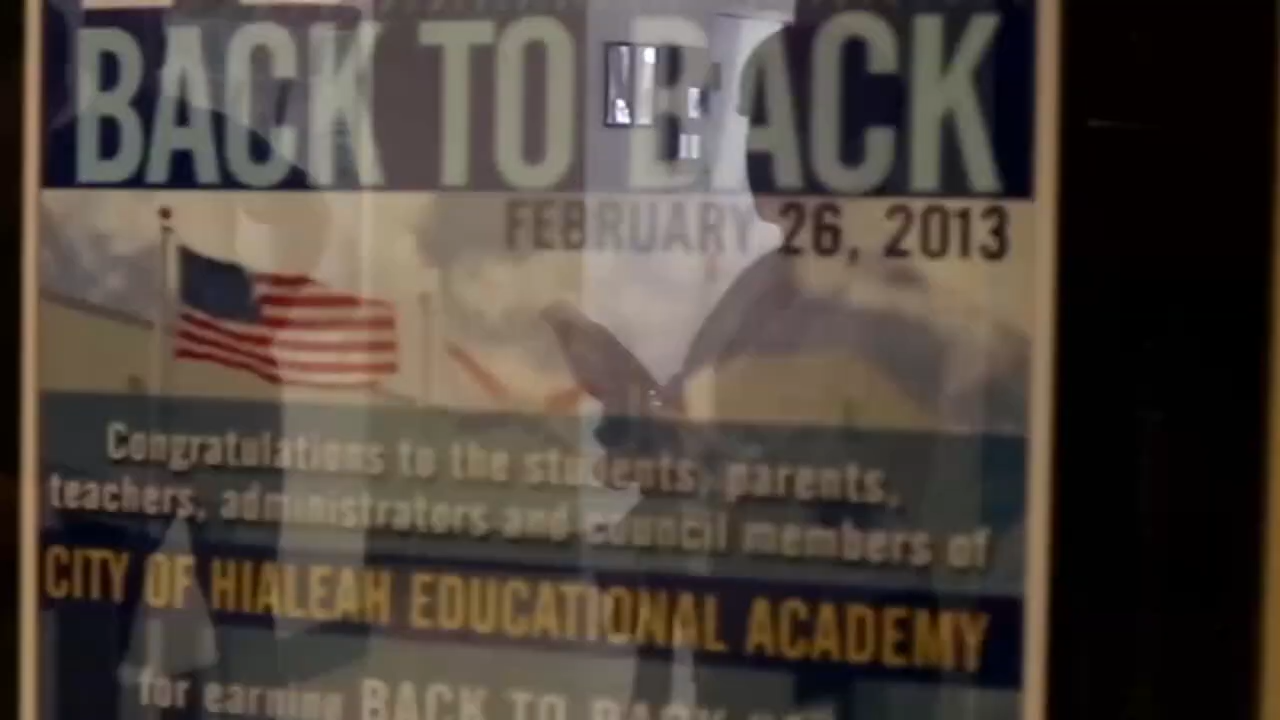 BACK TO BACK
FEBRUARY 26, 2013
Congratulations to the students, parents,
teachers, administrators and council members of
CITY OF HIALEAH EDUCATIONAL ACADEMY
for earning BACK TO BACK